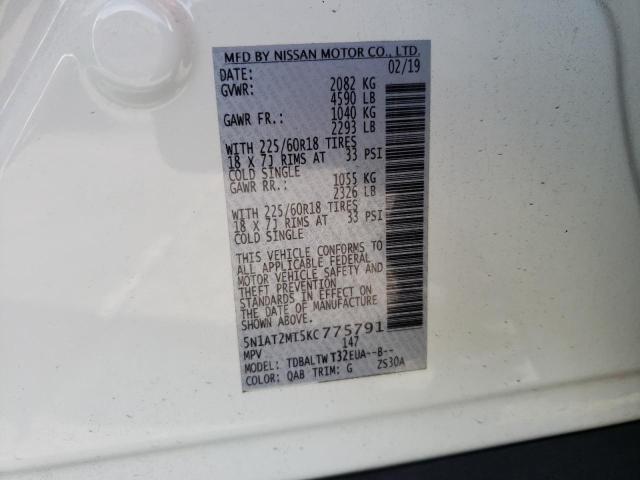 MFD BY NISSAN MOTOR CO., LTD.
DATE: 02/19
GVWR: 2082 KG
4590 LB
GAWR FR.: 1040 KG
2293 LB
WITH 225/60R18 TIRES
18 X 7J RIMS AT 33 PSI
COLD SINGLE
GAWR RR.: 1055 KG
2326 LB
WITH 225/60R18 TIRES
18 X 7J RIMS AT 33 PSI
COLD SINGLE
THIS VEHICLE CONFORMS TO
ALL APPLICABLE FEDERAL
MOTOR VEHICLE SAFETY AND
THEFT PREVENTION
STANDARDS IN EFFECT ON
THE DATE OF MANUFACTURE
SHOWN ABOVE.
5N1AT2MT5KC775791
MPV 147
MODEL: TDBALTWT32EUA--B--
COLOR: QAB TRIM: G ZS30A